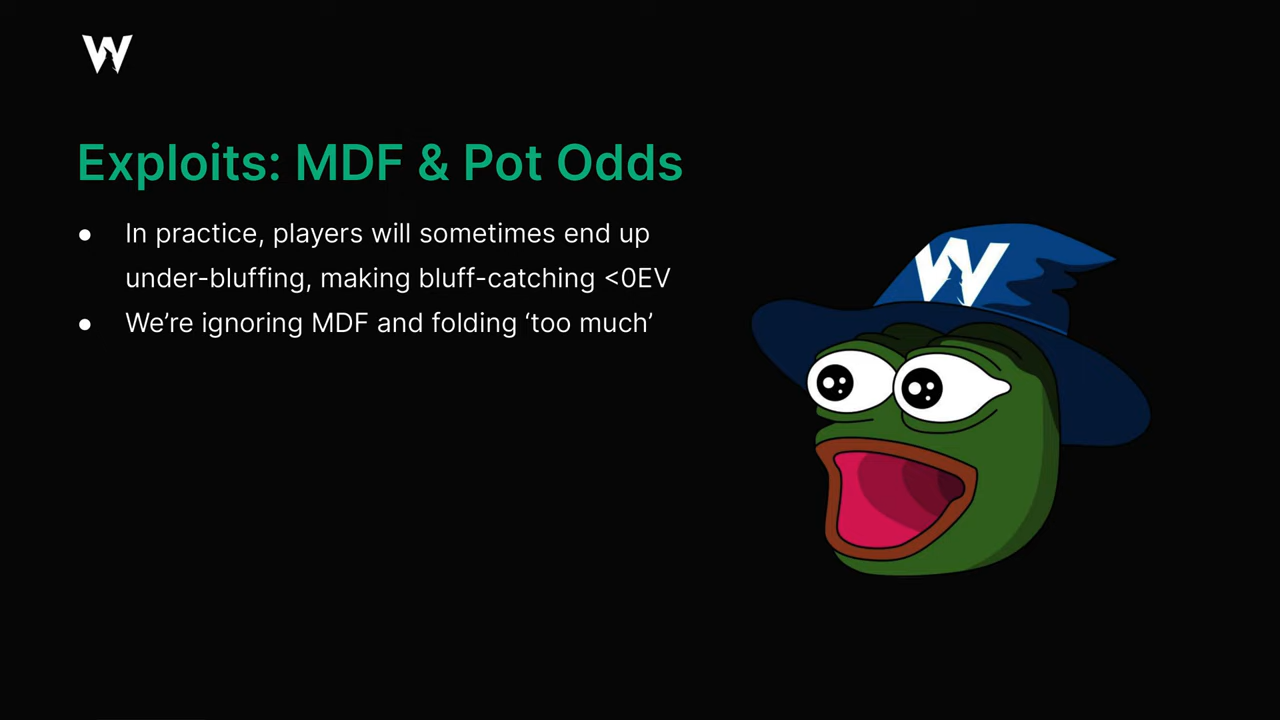 W
Exploits: MDF & Pot Odds
● In practice, players will sometimes end up
under-bluffing, making bluff-catching <0EV
● We’re ignoring MDF and folding ‘too much’
W